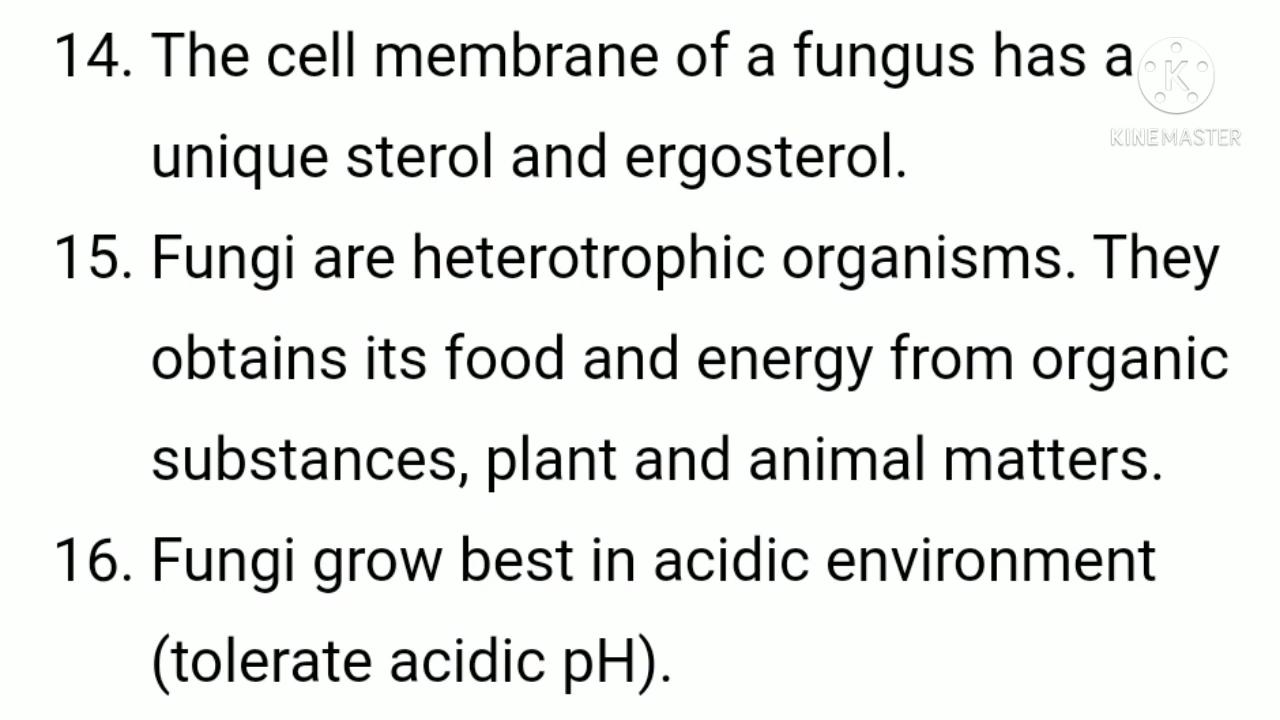 14. The cell membrane of a fungus has a
KINEMASTER
unique sterol and ergosterol.
15. Fungi are heterotrophic organisms. They
obtains its food and energy from organic
substances, plant and animal matters.
16. Fungi grow best in acidic environment
(tolerate acidic pH).